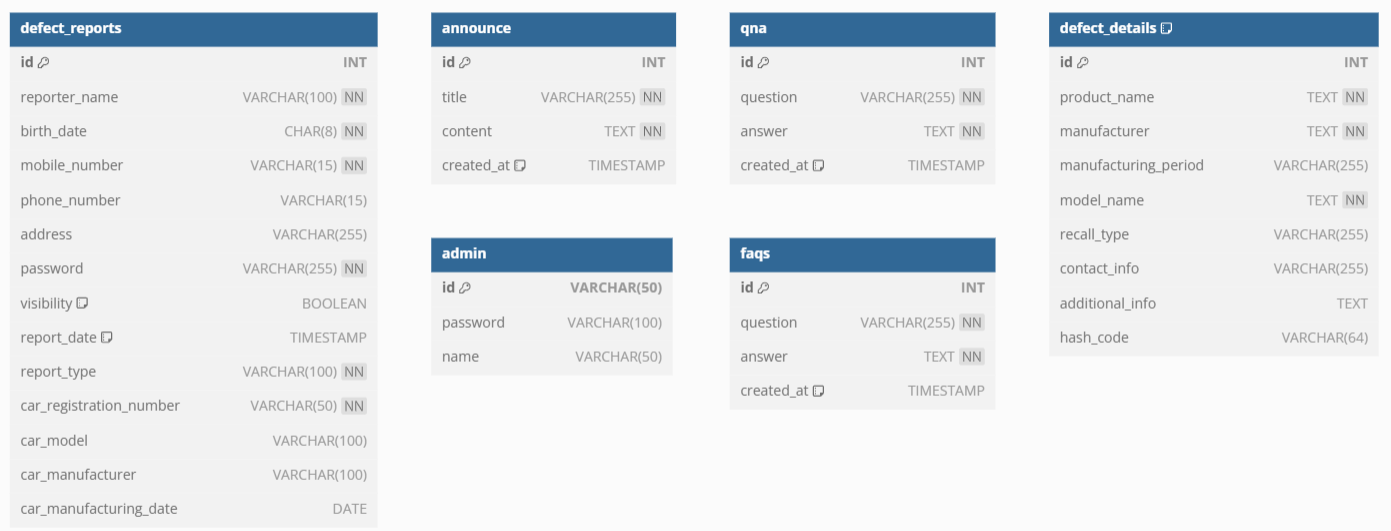 defect_reports
id INT
reporter_name VARCHAR(100) NN
birth_date CHAR(8) NN
mobile_number VARCHAR(15) NN
phone_number VARCHAR(15)
address VARCHAR(255)
password VARCHAR(255) NN
visibility BOOLEAN
report_date TIMESTAMP
report_type VARCHAR(100) NN
car_registration_number VARCHAR(50) NN
car_model VARCHAR(100)
car_manufacturer VARCHAR(100)
car_manufacturing_date DATE
announce
id INT
title VARCHAR(255) NN
content TEXT NN
created_at TIMESTAMP
admin
id VARCHAR(50)
password VARCHAR(100)
name VARCHAR(50)
qna
id INT
question VARCHAR(255) NN
answer TEXT NN
created_at TIMESTAMP
faqs
id INT
question VARCHAR(255) NN
answer TEXT NN
created_at TIMESTAMP
defect_details
id INT
product_name TEXT NN
manufacturer TEXT NN
manufacturing_period VARCHAR(255)
model_name TEXT NN
recall_type VARCHAR(255)
contact_info VARCHAR(255)
additional_info TEXT
hash_code VARCHAR(64)